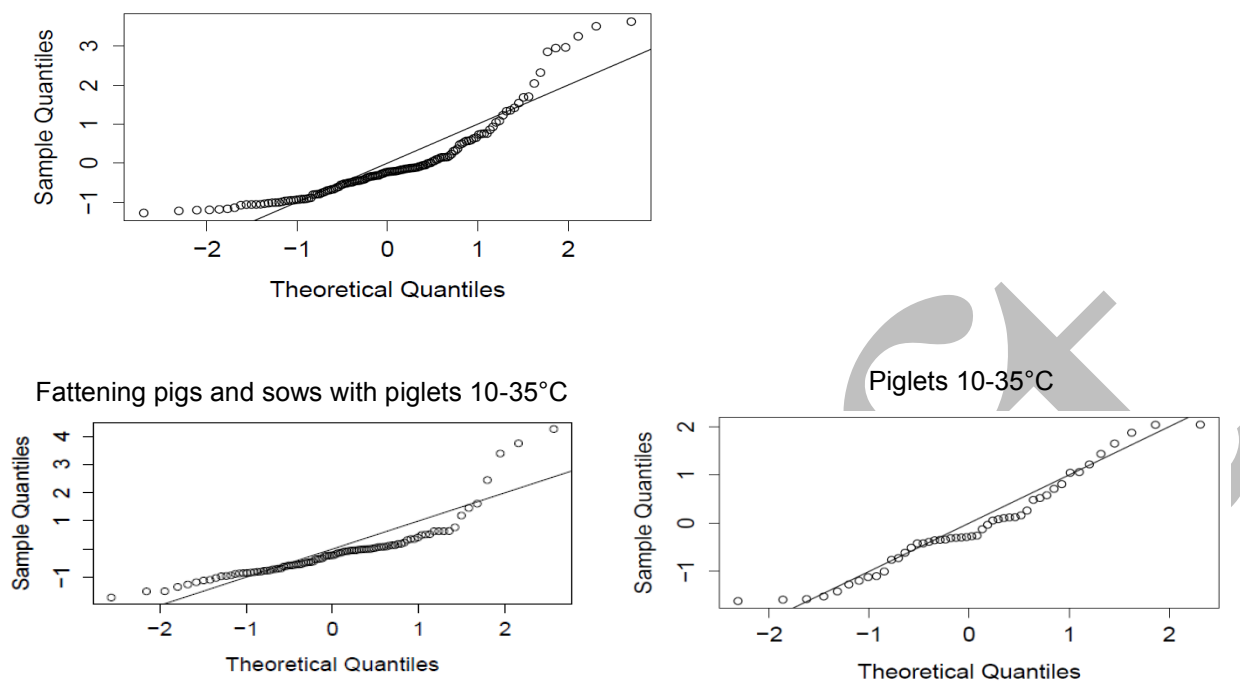 Sample Quantiles
3
2
1
0
−1
−2 −1 0 1 2
Theoretical Quantiles
Fattening pigs and sows with piglets 10-35°C
Sample Quantiles
4
3
2
1
−1
−2 −1 0 1 2
Theoretical Quantiles
Piglets 10-35°C
Sample Quantiles
2
1
0
−1
−2 −1 0 1 2
Theoretical Quantiles